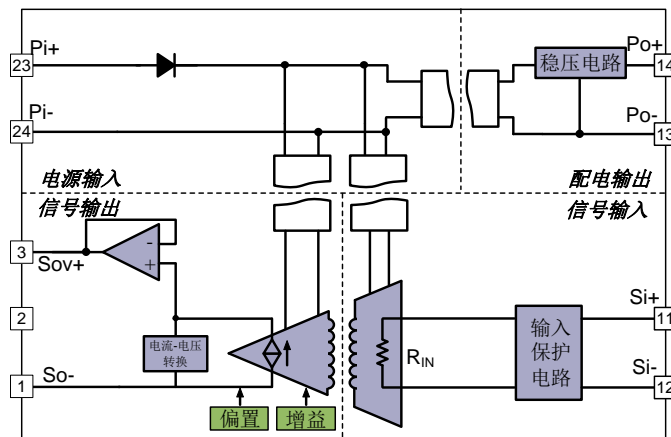 Pi+
23
Pi-
24
Po+
14
稳压电路
Po-
13
电源输入
配电输出
信号输出
信号输入
3
Sov+
-
+
2
电流-电压
转换
1
So-
偏置
增益
R_IN
输入
保护
电路
Si+
11
Si-
12